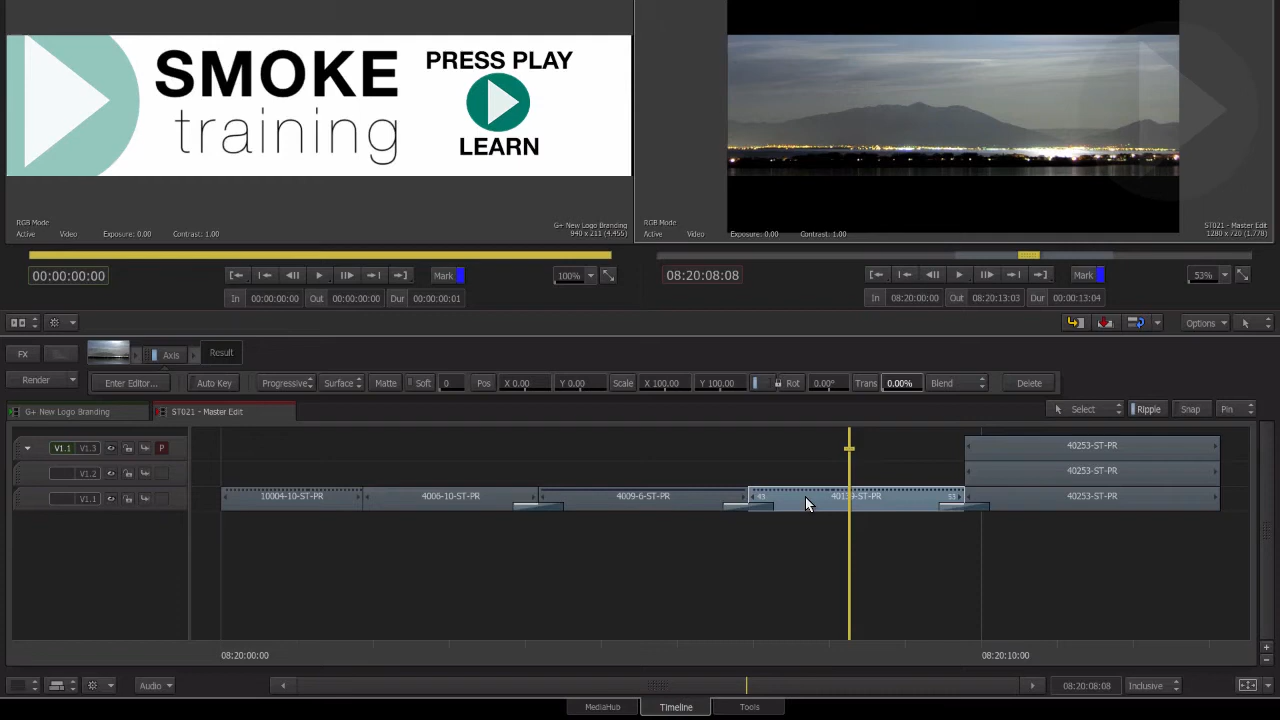 SMOKE
training
PRESS PLAY
LEARN
RGB Mode
Active Video Exposure: 0.00 Contrast: 1.00
G+ New Logo Branding
940 x 211 (4.455)
RGB Mode
Active Video Exposure: 0.00 Contrast: 1.00
ST021 - Master Edit
1280 x 720 (1.778)
00:00:00:00 Mark 100%
In 00:00:00:00 Out 00:00:00:00 Dur 00:00:00:01
08:20:08:08 Mark 53%
In 08:20:00:00 Out 08:20:13:03 Dur 00:00:13:04
Options
FX Axis Result
Render Enter Editor... Auto Key Progressive Surface Matte Soft 0 Pos X 0.00 Y 0.00 Scale X 100.00 Y 100.00 Rot 0.00° Trans 0.00% Blend Delete
G+ New Logo Branding ST021 - Master Edit Select Ripple Snap Pin
V1.1 V1.3 P 40253-ST-PR
V1.2 40253-ST-PR
V1.1 10004-10-ST-PR 4006-10-ST-PR 4009-6-ST-PR 43 40139-ST-PR 53 40253-ST-PR
08:20:00:00 08:20:10:00
Audio 08:20:08:08 Inclusive
MediaHub Timeline Tools